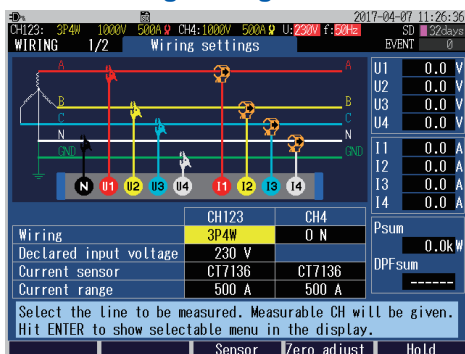 2017-04-07 11:26:36
CH123: 3P4W 1000V 500A CH4:1000V 500A U:230V f:50Hz SD 32days
WIRING 1/2 Wiring settings EVENT 0
A A
B B
C C
N N
GND GND
N U1 U2 U3 U4 I1 I2 I3 I4
U1 0.0 V
U2 0.0 V
U3 0.0 V
U4 0.0 V
I1 0.0 A
I2 0.0 A
I3 0.0 A
I4 0.0 A
Psum
0.0kW
DPFsum
------
CH123 CH4
Wiring 3P4W ON
Declared input voltage 230 V
Current sensor CT7136 CT7136
Current range 500 A 500 A
Select the line to be measured. Measurable CH will be given.
Hit ENTER to show selectable menu in the display.
Sensor Zero adjust Hold